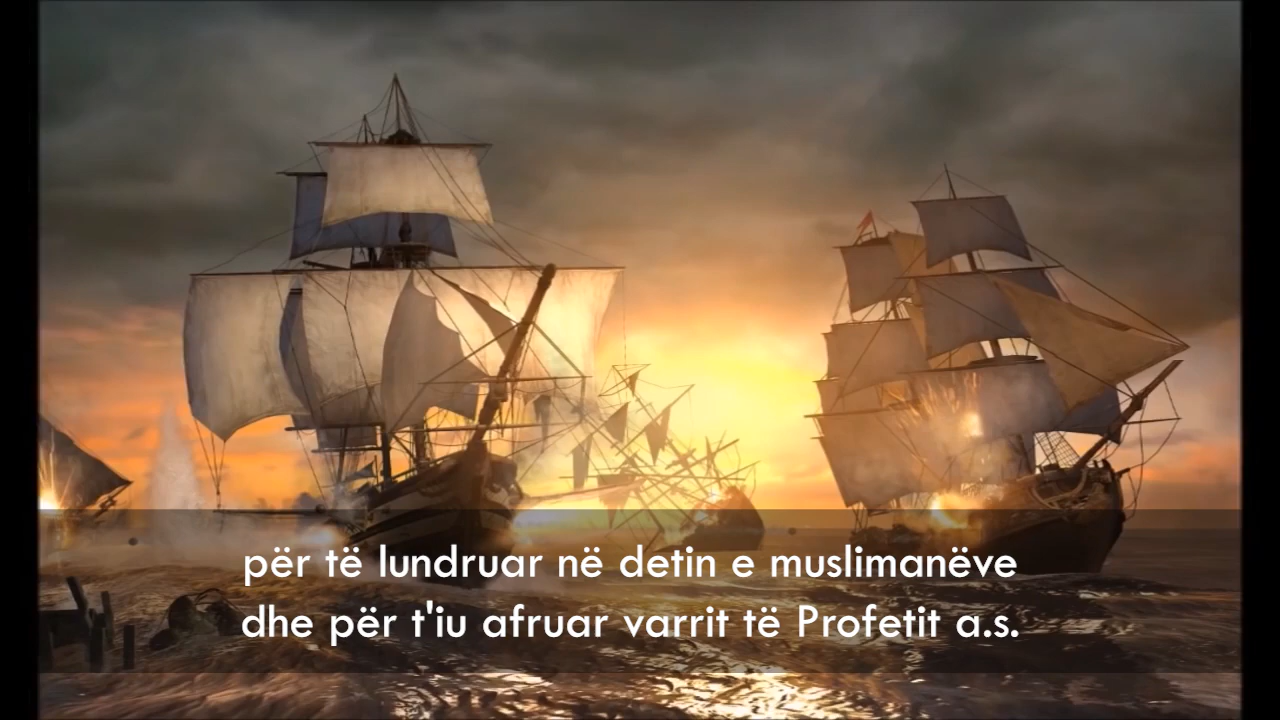 për të lundruar në detin e muslimanëve
dhe për t'iu afruar varrit të Profetit a.s.